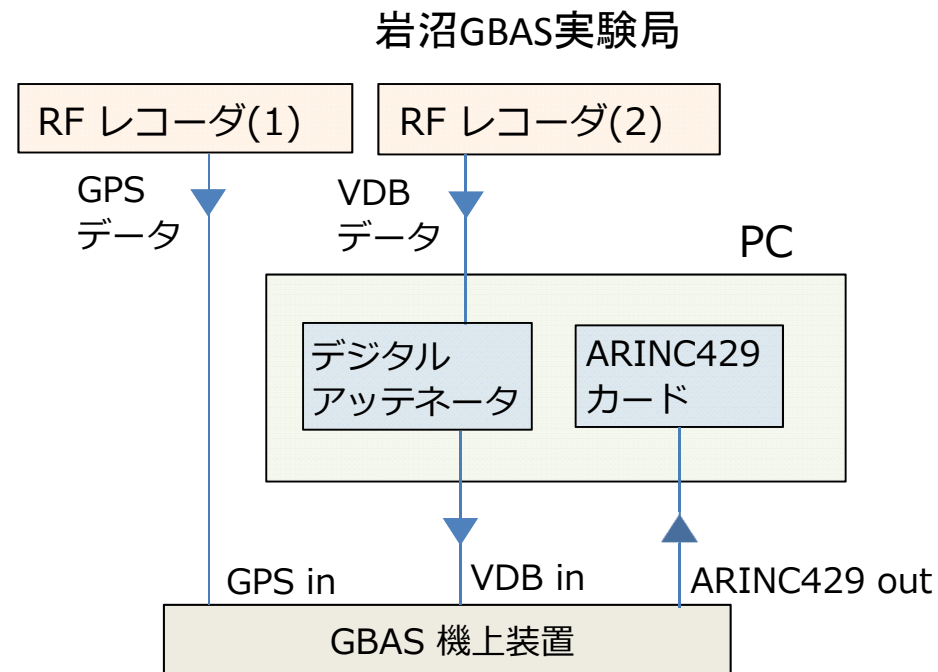 岩沼GBAS実験局
RF レコーダ(1)
RF レコーダ(2)
GPS
データ
VDB
データ
PC
デジタル
アッテネータ
ARINC429
カード
GPS in
VDB in
ARINC429 out
GBAS 機上装置